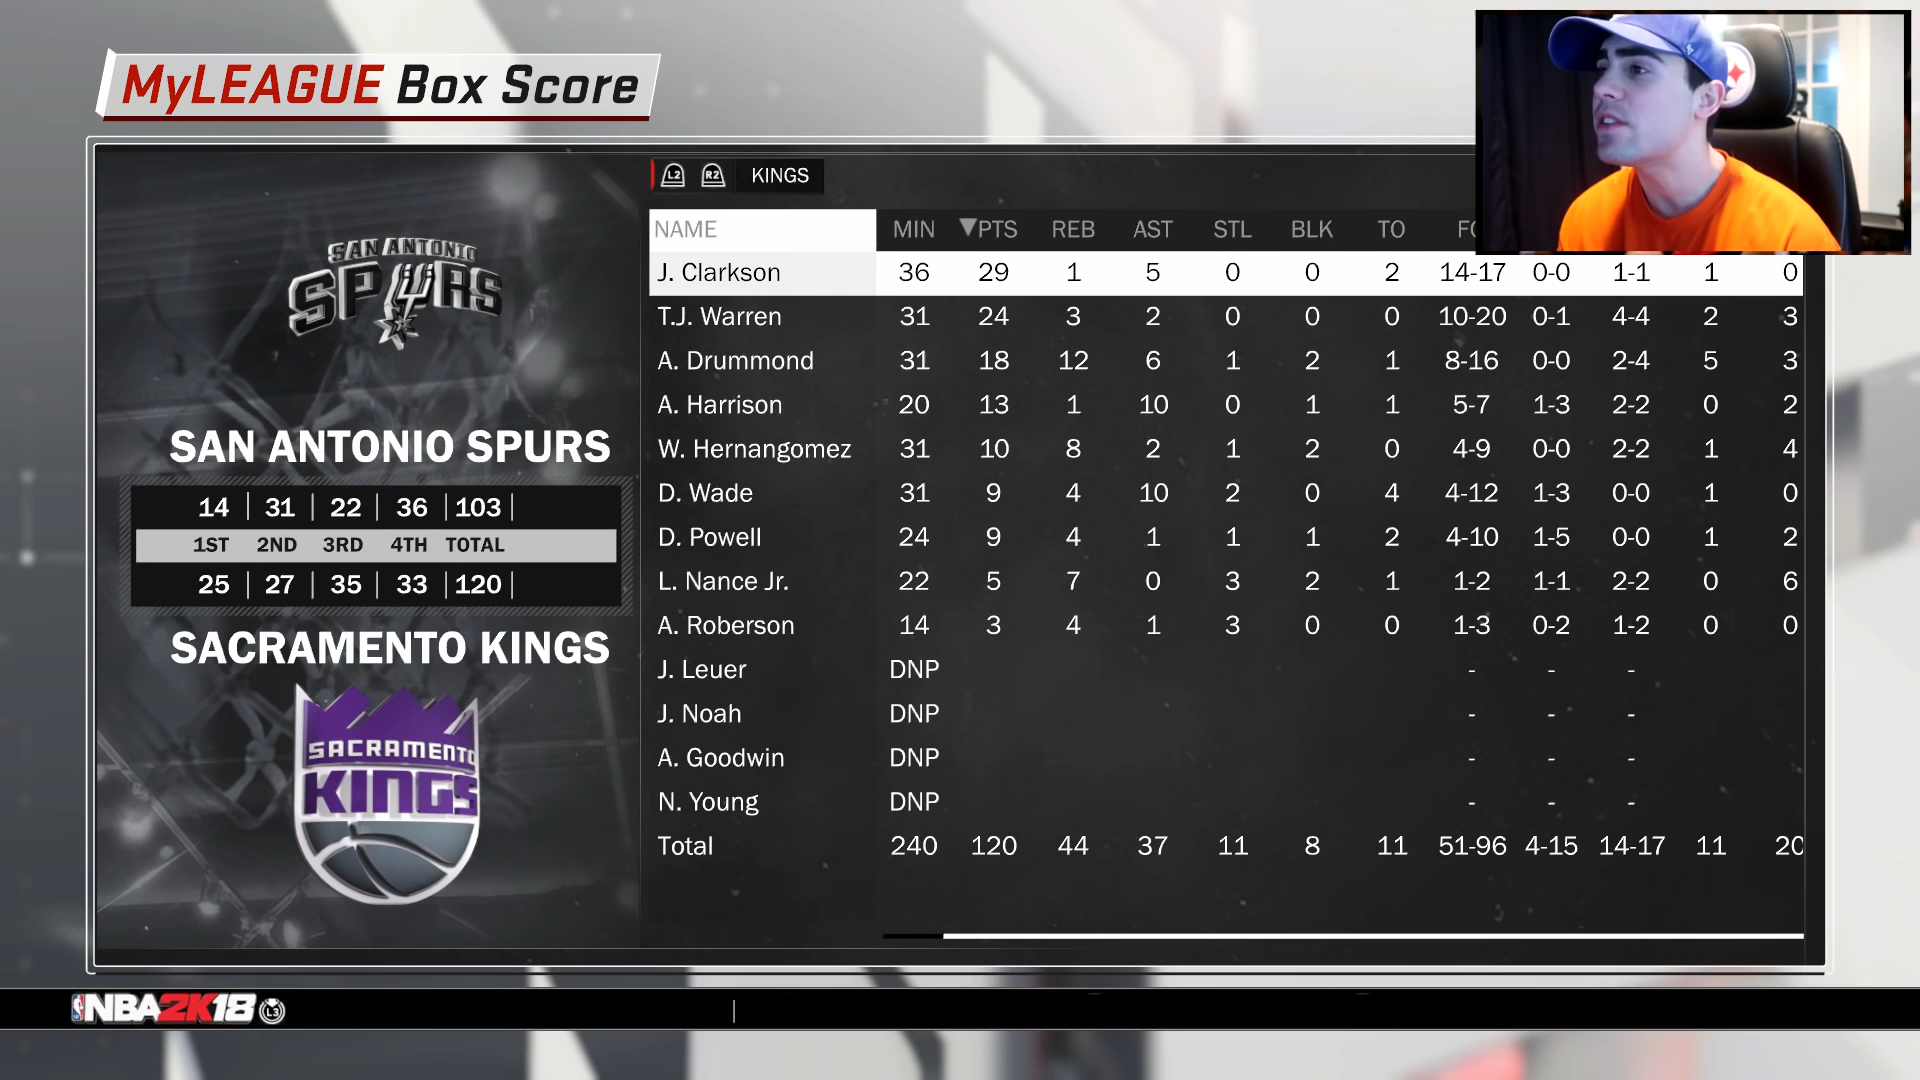 MyLEAGUE Box Score
L2 R2 KINGS
NAME MIN PTS REB AST STL BLK TO
J. Clarkson 36 29 1 5 0 0 2 14-17 0-0 1-1 1 0
T.J. Warren 31 24 3 2 0 0 0 10-20 0-1 4-4 2 3
A. Drummond 31 18 12 6 1 2 1 8-16 0-0 2-4 5 3
A. Harrison 20 13 1 10 0 1 1 5-7 1-3 2-2 0 2
W. Hernangomez 31 10 8 2 1 2 0 4-9 0-0 2-2 1 4
D. Wade 31 9 4 10 2 0 4 4-12 1-3 0-0 1 0
D. Powell 24 9 4 1 1 1 2 4-10 1-5 0-0 1 2
L. Nance Jr. 22 5 7 0 3 2 1 1-2 1-1 2-2 0 6
A. Roberson 14 3 4 1 3 0 0 1-3 0-2 1-2 0 0
J. Leuer DNP - - -
J. Noah DNP - - -
A. Goodwin DNP - - -
N. Young DNP - - -
Total 240 120 44 37 11 8 11 51-96 4-15 14-17 11 20
SAN ANTONIO
SPURS
SAN ANTONIO SPURS
14 | 31 | 22 | 36 | 103 |
1ST 2ND 3RD 4TH TOTAL
25 | 27 | 35 | 33 | 120 |
SACRAMENTO KINGS
SACRAMENTO
KINGS
NBA2K18 L3